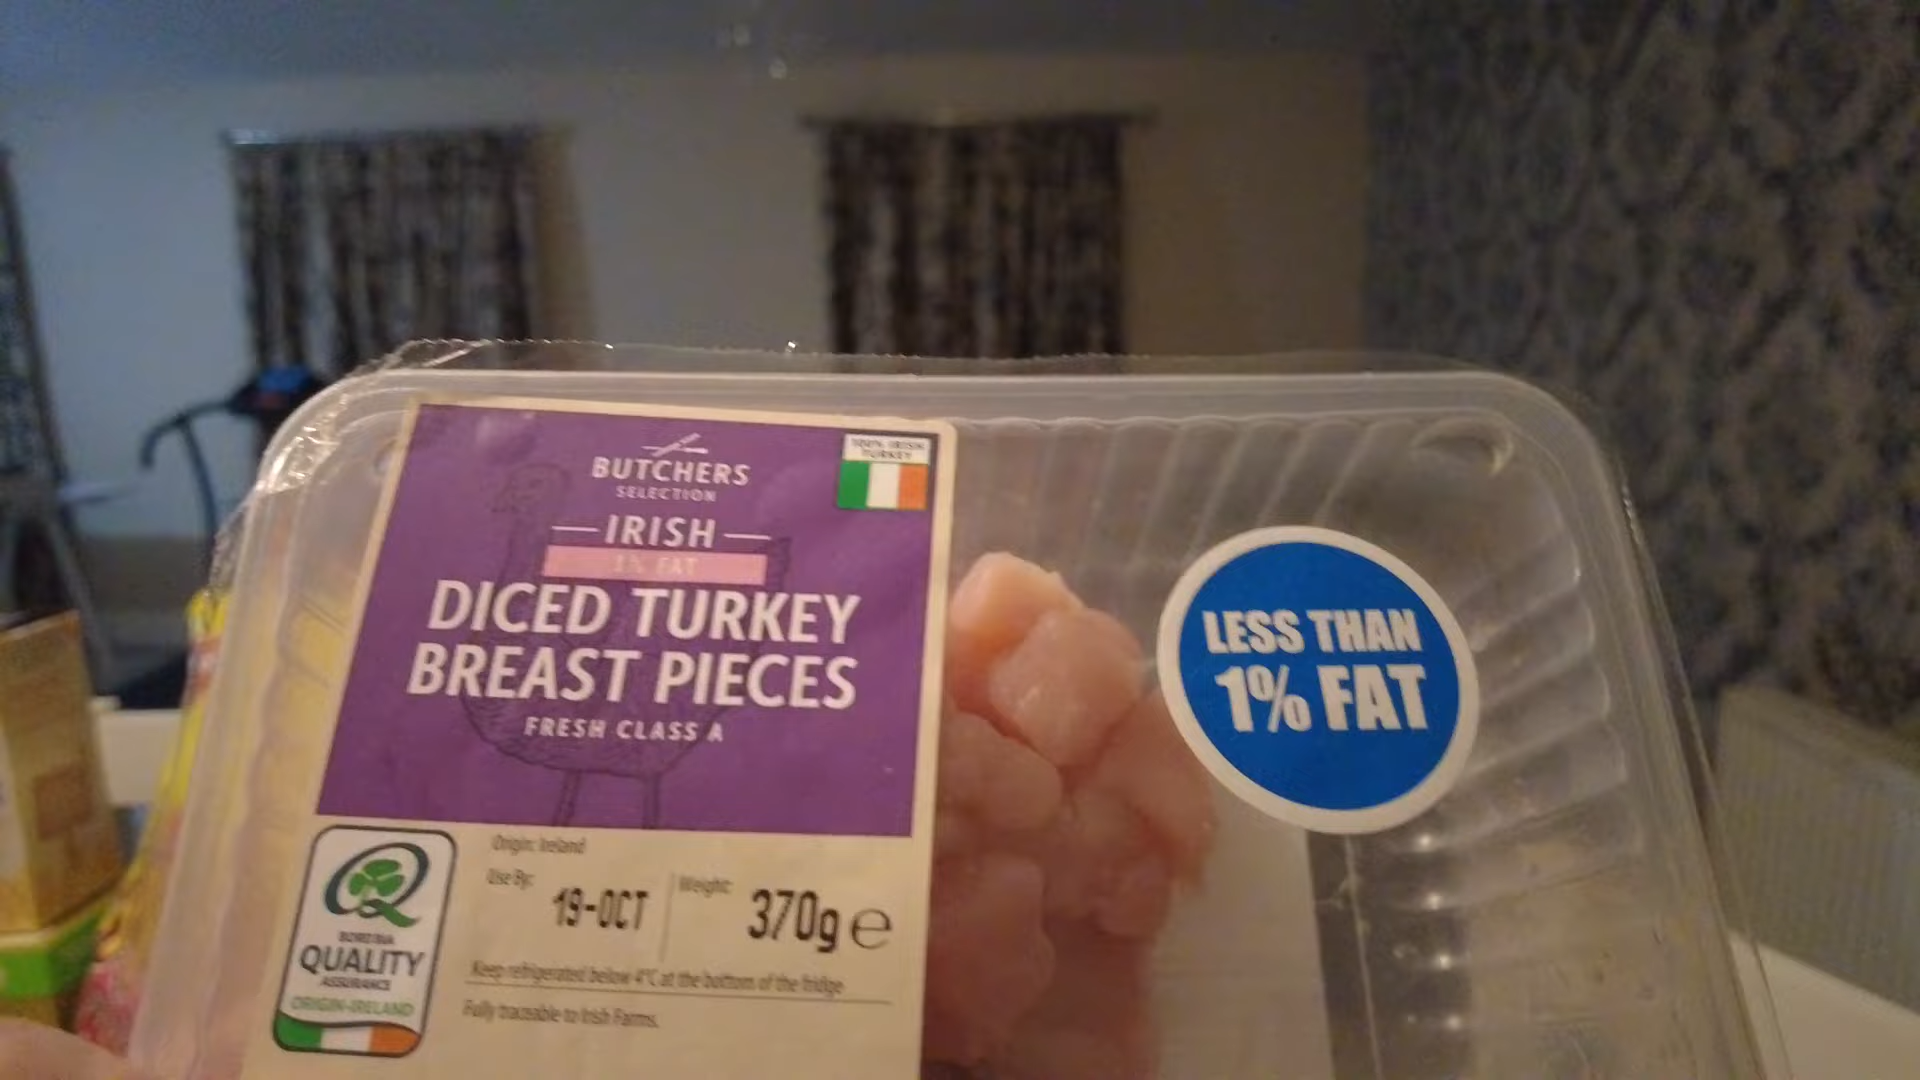 BUTCHERS
SELECTION
100% IRISH
TURKEY
IRISH
1% FAT
DICED TURKEY
BREAST PIECES
FRESH CLASS A
LESS THAN
1% FAT
Origin: Ireland
Use By:
19-OCT
Weight:
370g e
BORD BIA
QUALITY
ASSURANCE
ORIGIN-IRELAND
Keep refrigerated below 4°C at the bottom of the fridge
Fully traceable to Irish Farms.